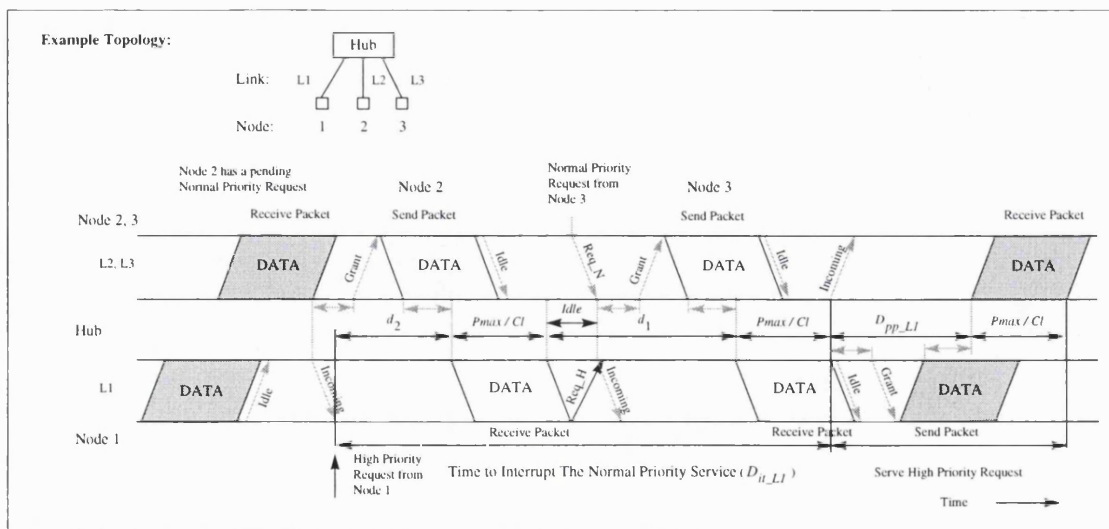 Example Topology:
Hub
Link: L1 L2 L3
Node: 1 2 3
Node 2 has a pending
Normal Priority Request
Node 2
Normal Priority
Request from
Node 3
Node 3
Node 2, 3
Receive Packet
Send Packet
Send Packet
Receive Packet
L2, L3
DATA
Grant
DATA
Idle
Req_N
Grant
DATA
Idle
Incoming
DATA
Hub
d2
Pmax / Cl
Idle
d1
Pmax / Cl
D_pp_L1
Pmax / Cl
L1
DATA
Idle
Incoming
DATA
Req_H
Incoming
DATA
Idle
Grant
DATA
Node 1
Receive Packet
Receive Packet
Send Packet
High Priority
Request from
Node 1
Time to Interrupt The Normal Priority Service ( D_it_L1 )
Serve High Priority Request
Time